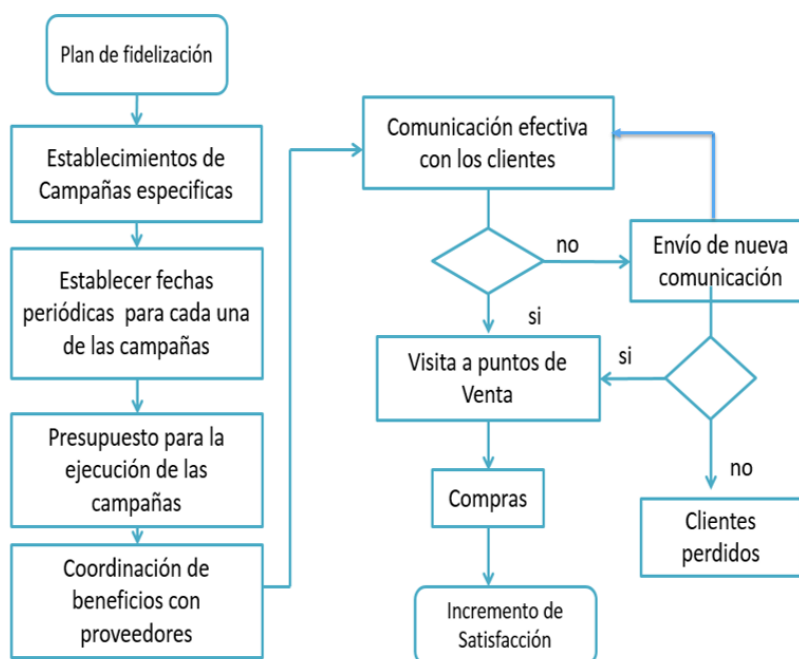 Plan de fidelización
Establecimientos de
Campañas especificas
Establecer fechas
periódicas para cada una
de las campañas
Presupuesto para la
ejecución de las
campañas
Coordinación de
beneficios con
proveedores
Comunicación efectiva
con los clientes
no
Envío de nueva
comunicación
si
Visita a puntos de
Venta
si
no
Compras
Clientes
perdidos
Incremento de
Satisfacción